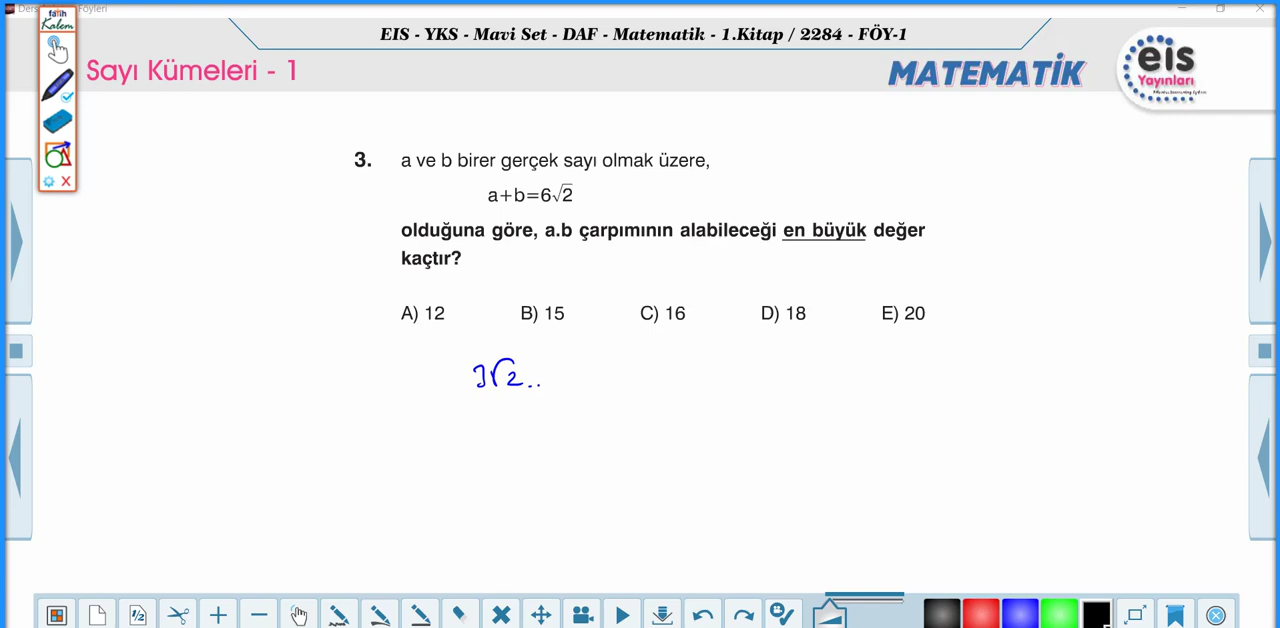 fatih
Kalem
EIS - YKS - Mavi Set - DAF - Matematik - 1.Kitap / 2284 - FÖY-1
Sayı Kümeleri - 1
MATEMATİK
eis
Yayınları
3. a ve b birer gerçek sayı olmak üzere,
a+b=6√2
olduğuna göre, a.b çarpımının alabileceği en büyük değer
kaçtır?
A) 12 B) 15 C) 16 D) 18 E) 20
3√2..
1/2